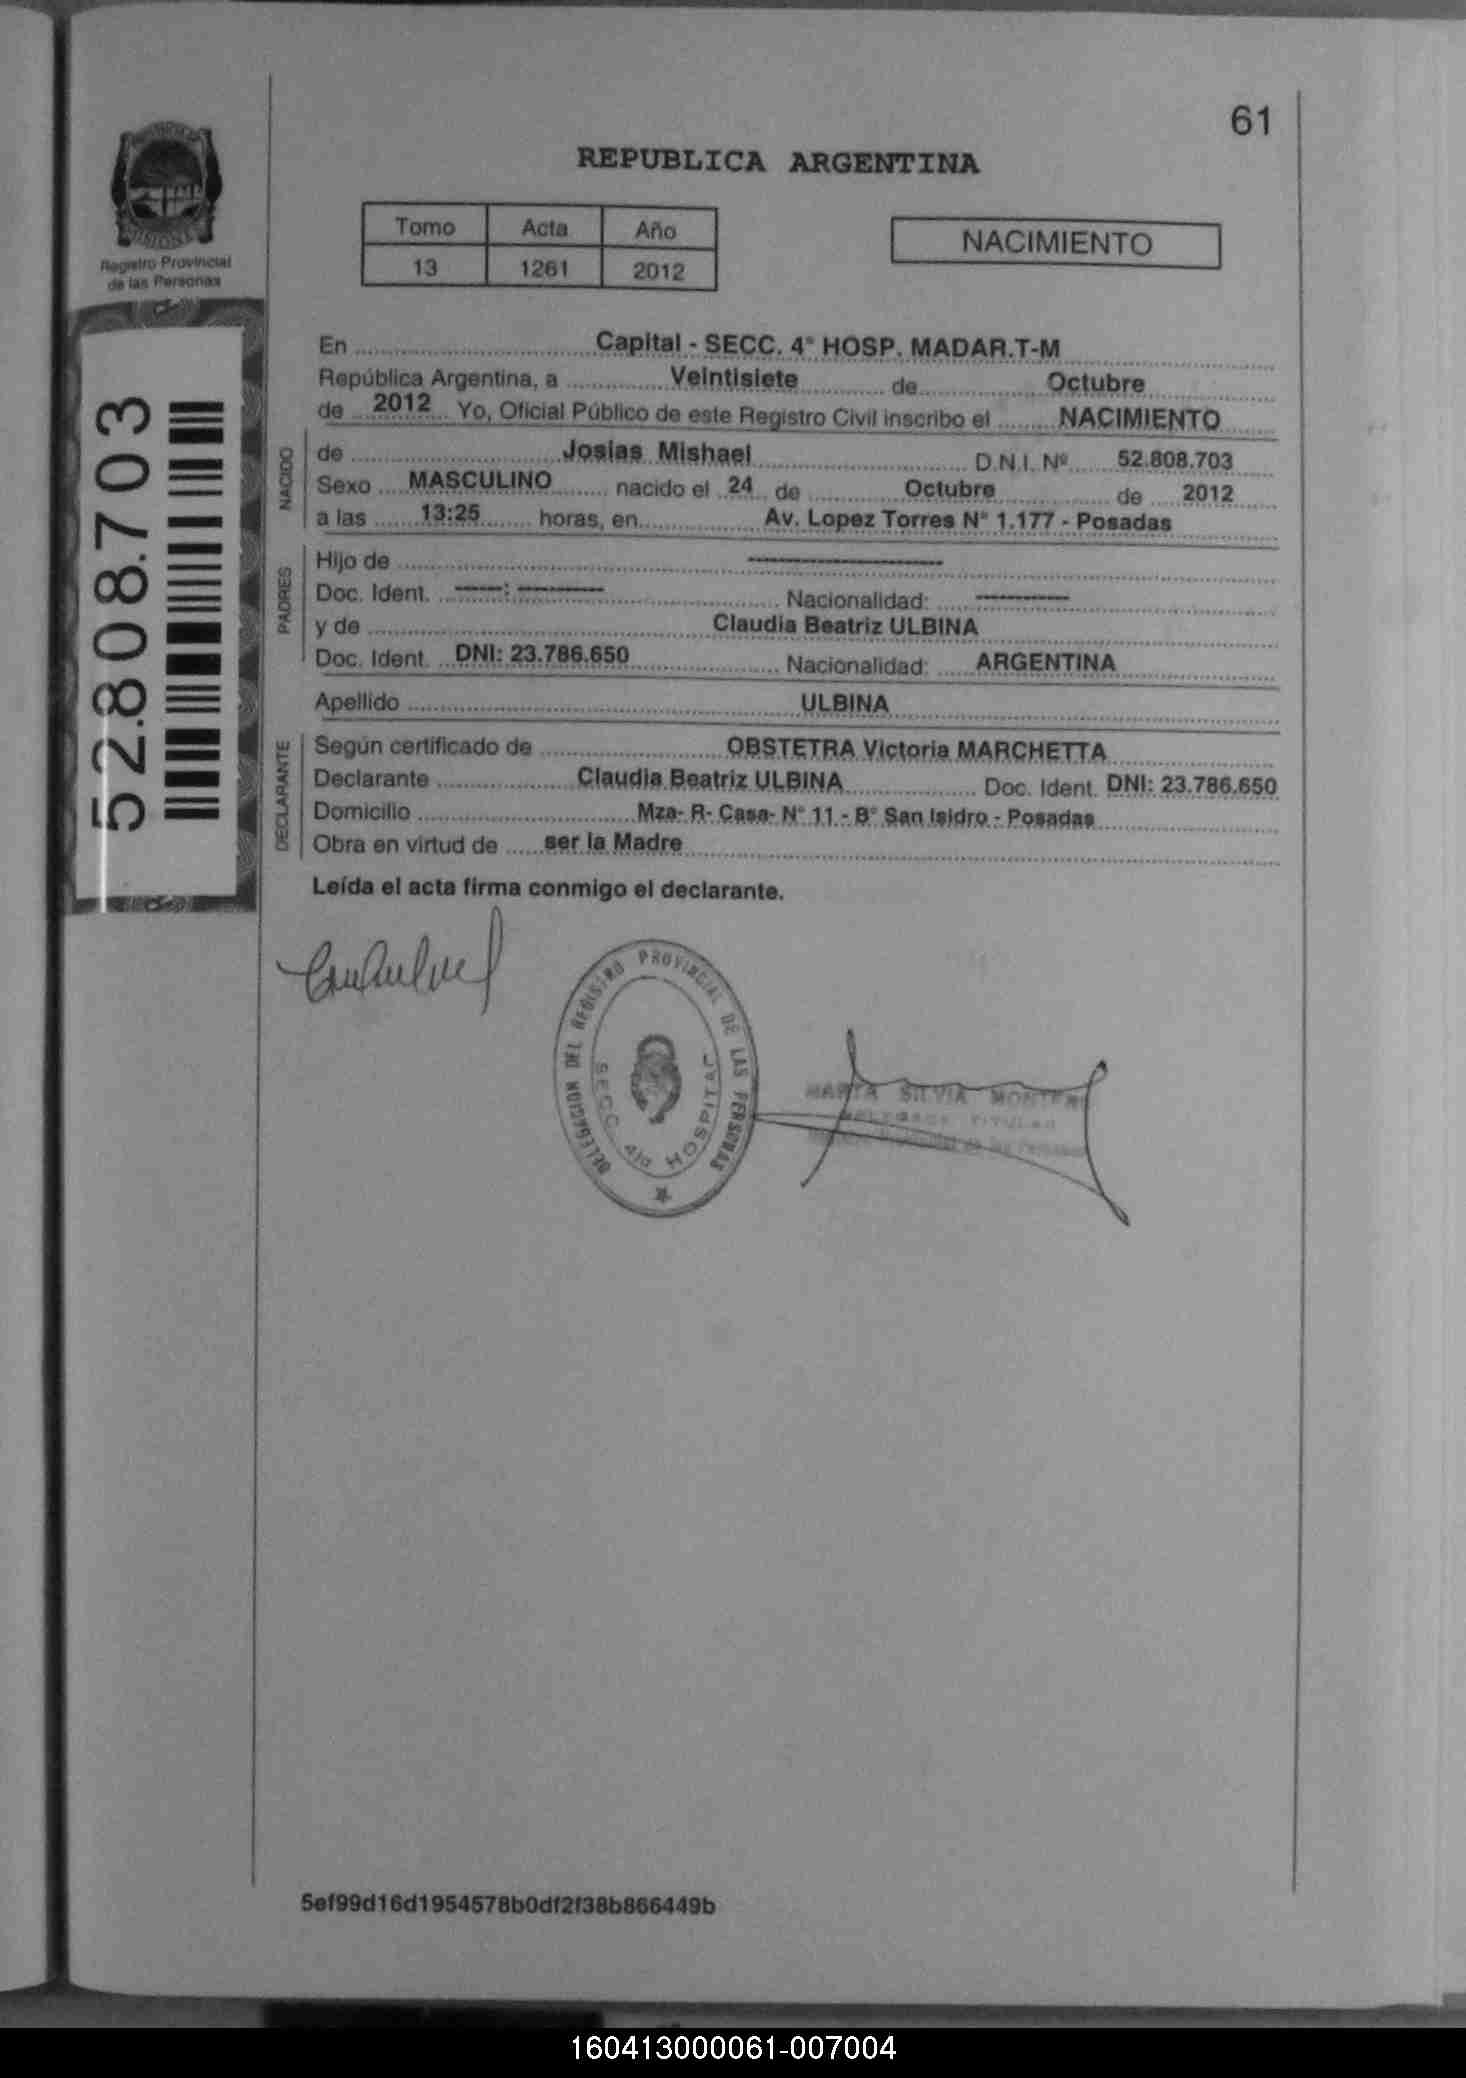 61
REPUBLICA ARGENTINA
Registro Provincial
de las Personas
Tomo Acta Año
13 1261 2012
NACIMIENTO
52.808.703
En Capital - SECC. 4° HOSP. MADAR.T-M
República Argentina, a Veintisiete de Octubre
de 2012 Yo, Oficial Público de este Registro Civil inscribo el NACIMIENTO
NACIDO
de Josias Mishael D.N.I. Nº 52.808.703
Sexo MASCULINO nacido el 24 de Octubre de 2012
a las 13:25 horas, en Av. Lopez Torres N° 1.177 - Posadas
PADRES
Hijo de --------------------
Doc. Ident. -----: --------- Nacionalidad: ----------
y de Claudia Beatriz ULBINA
Doc. Ident. DNI: 23.786.650 Nacionalidad: ARGENTINA
Apellido ULBINA
DECLARANTE
Según certificado de OBSTETRA Victoria MARCHETTA
Declarante Claudia Beatriz ULBINA Doc. Ident. DNI: 23.786.650
Domicilio Mza- R- Casa- N° 11 - B° San Isidro - Posadas
Obra en virtud de ser la Madre
Leída el acta firma conmigo el declarante.
DELEGACION DEL REGISTRO PROVINCIAL DE LAS PERSONAS
SECC 4ta HOSPITAL
MARTA SILVIA
TITULAR
5ef99d16d1954578b0df2f38b866449b
160413000061-007004